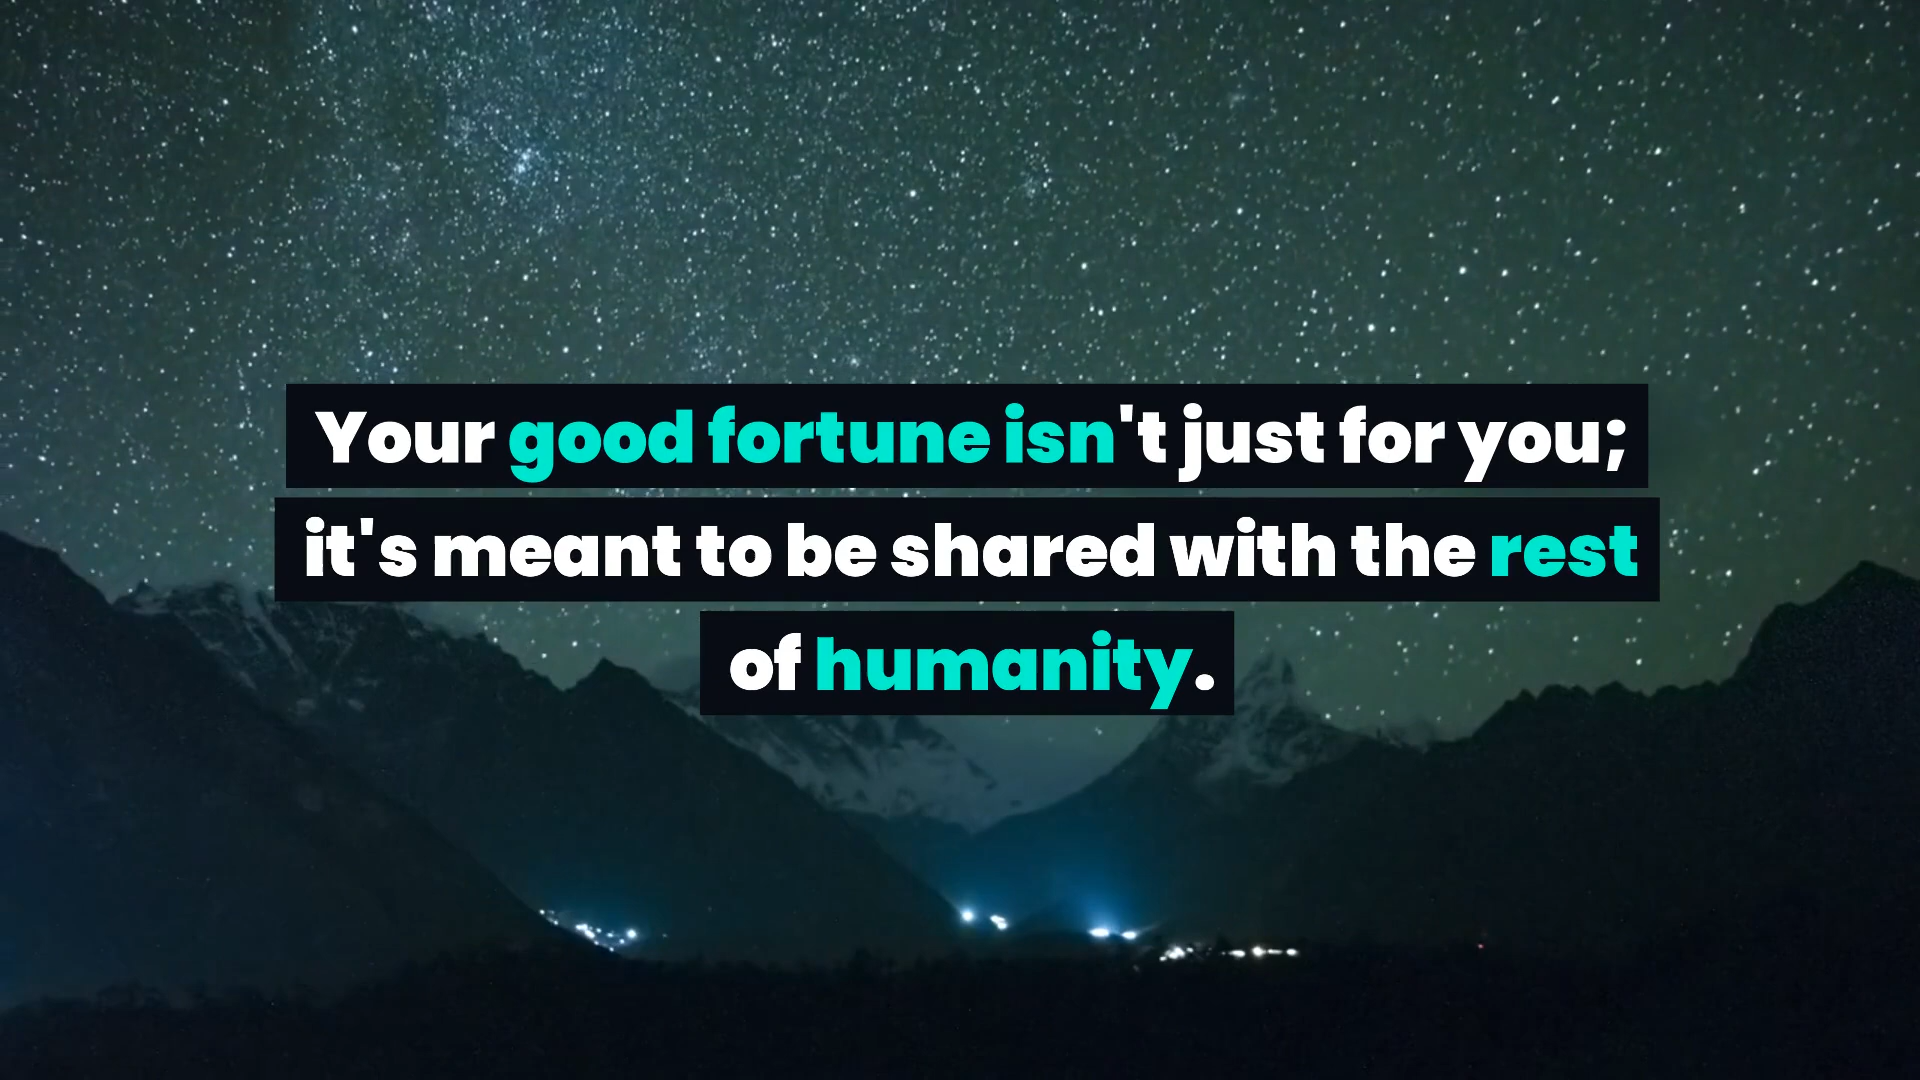 Your good fortune isn't just for you;
it's meant to be shared with the rest
of humanity.